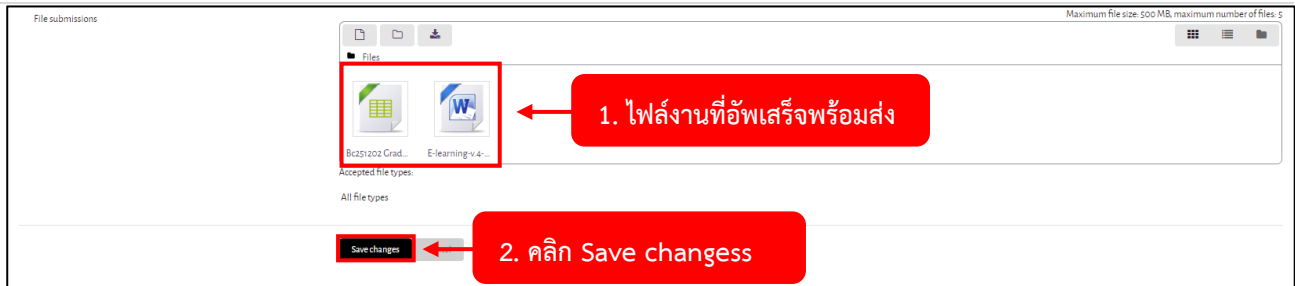 File submissions
Maximum file size: 500 MB, maximum number of files: 5
Files
1. ไฟล์งานที่อัพเสร็จพร้อมส่ง
Bc251202 Grad... E-learning-v.4-...
Accepted file types:
All file types
Save changes
2. คลิก Save changess